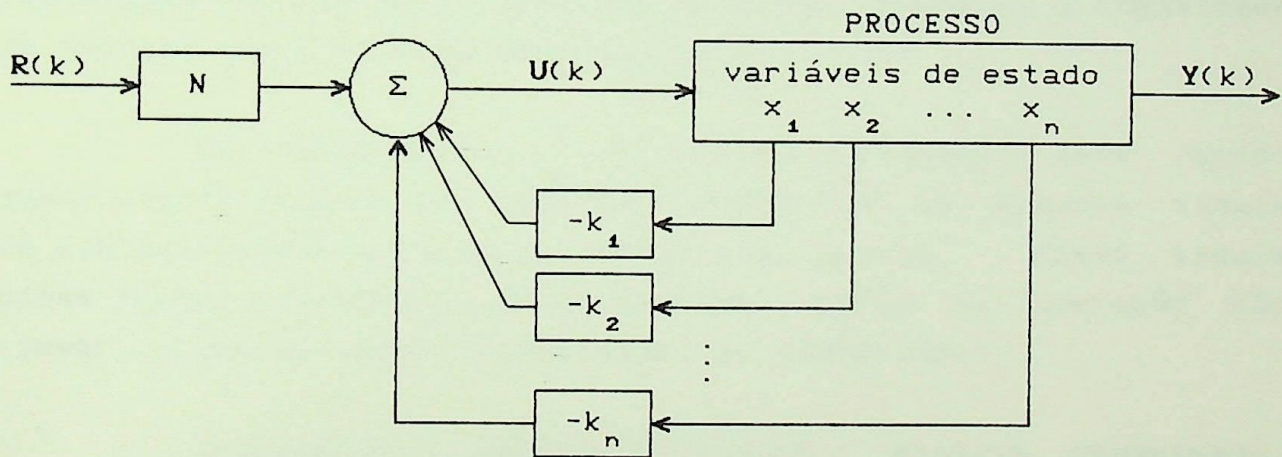 PROCESSO
R(k)
N
Σ
U(k)
variáveis de estado
x1 x2 ... xn
Y(k)
-k1
-k2
⋮
-kn